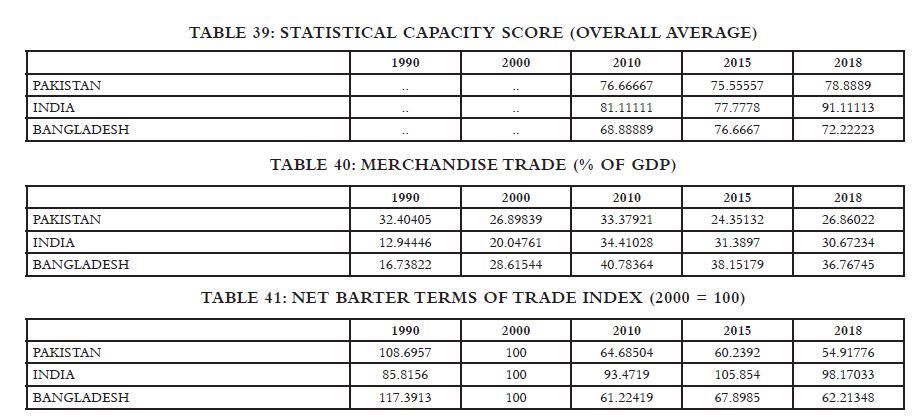 TABLE 39: STATISTICAL CAPACITY SCORE (OVERALL AVERAGE)
1990 2000 2010 2015 2018
PAKISTAN .. .. 76.66667 75.55557 78.8889
INDIA .. .. 81.11111 77.7778 91.11113
BANGLADESH .. .. 68.88889 76.6667 72.22223
TABLE 40: MERCHANDISE TRADE (% OF GDP)
1990 2000 2010 2015 2018
PAKISTAN 32.40405 26.89839 33.37921 24.35132 26.86022
INDIA 12.94446 20.04761 34.41028 31.3897 30.67234
BANGLADESH 16.73822 28.61544 40.78364 38.15179 36.76745
TABLE 41: NET BARTER TERMS OF TRADE INDEX (2000 = 100)
1990 2000 2010 2015 2018
PAKISTAN 108.6957 100 64.68504 60.2392 54.91776
INDIA 85.8156 100 93.4719 105.854 98.17033
BANGLADESH 117.3913 100 61.22419 67.8985 62.21348